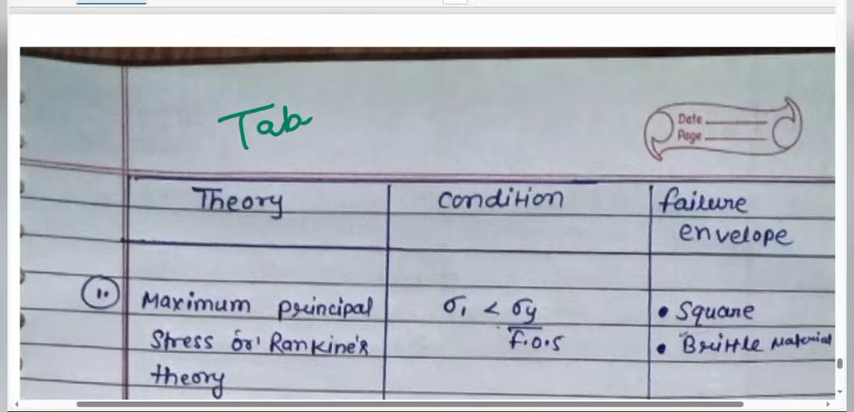 Tab
Date
Page
Theory condition failure
envelope
1. Maximum principal σ1 < σy • Square
Stress or Rankine's F.O.S • Brittle Material
theory